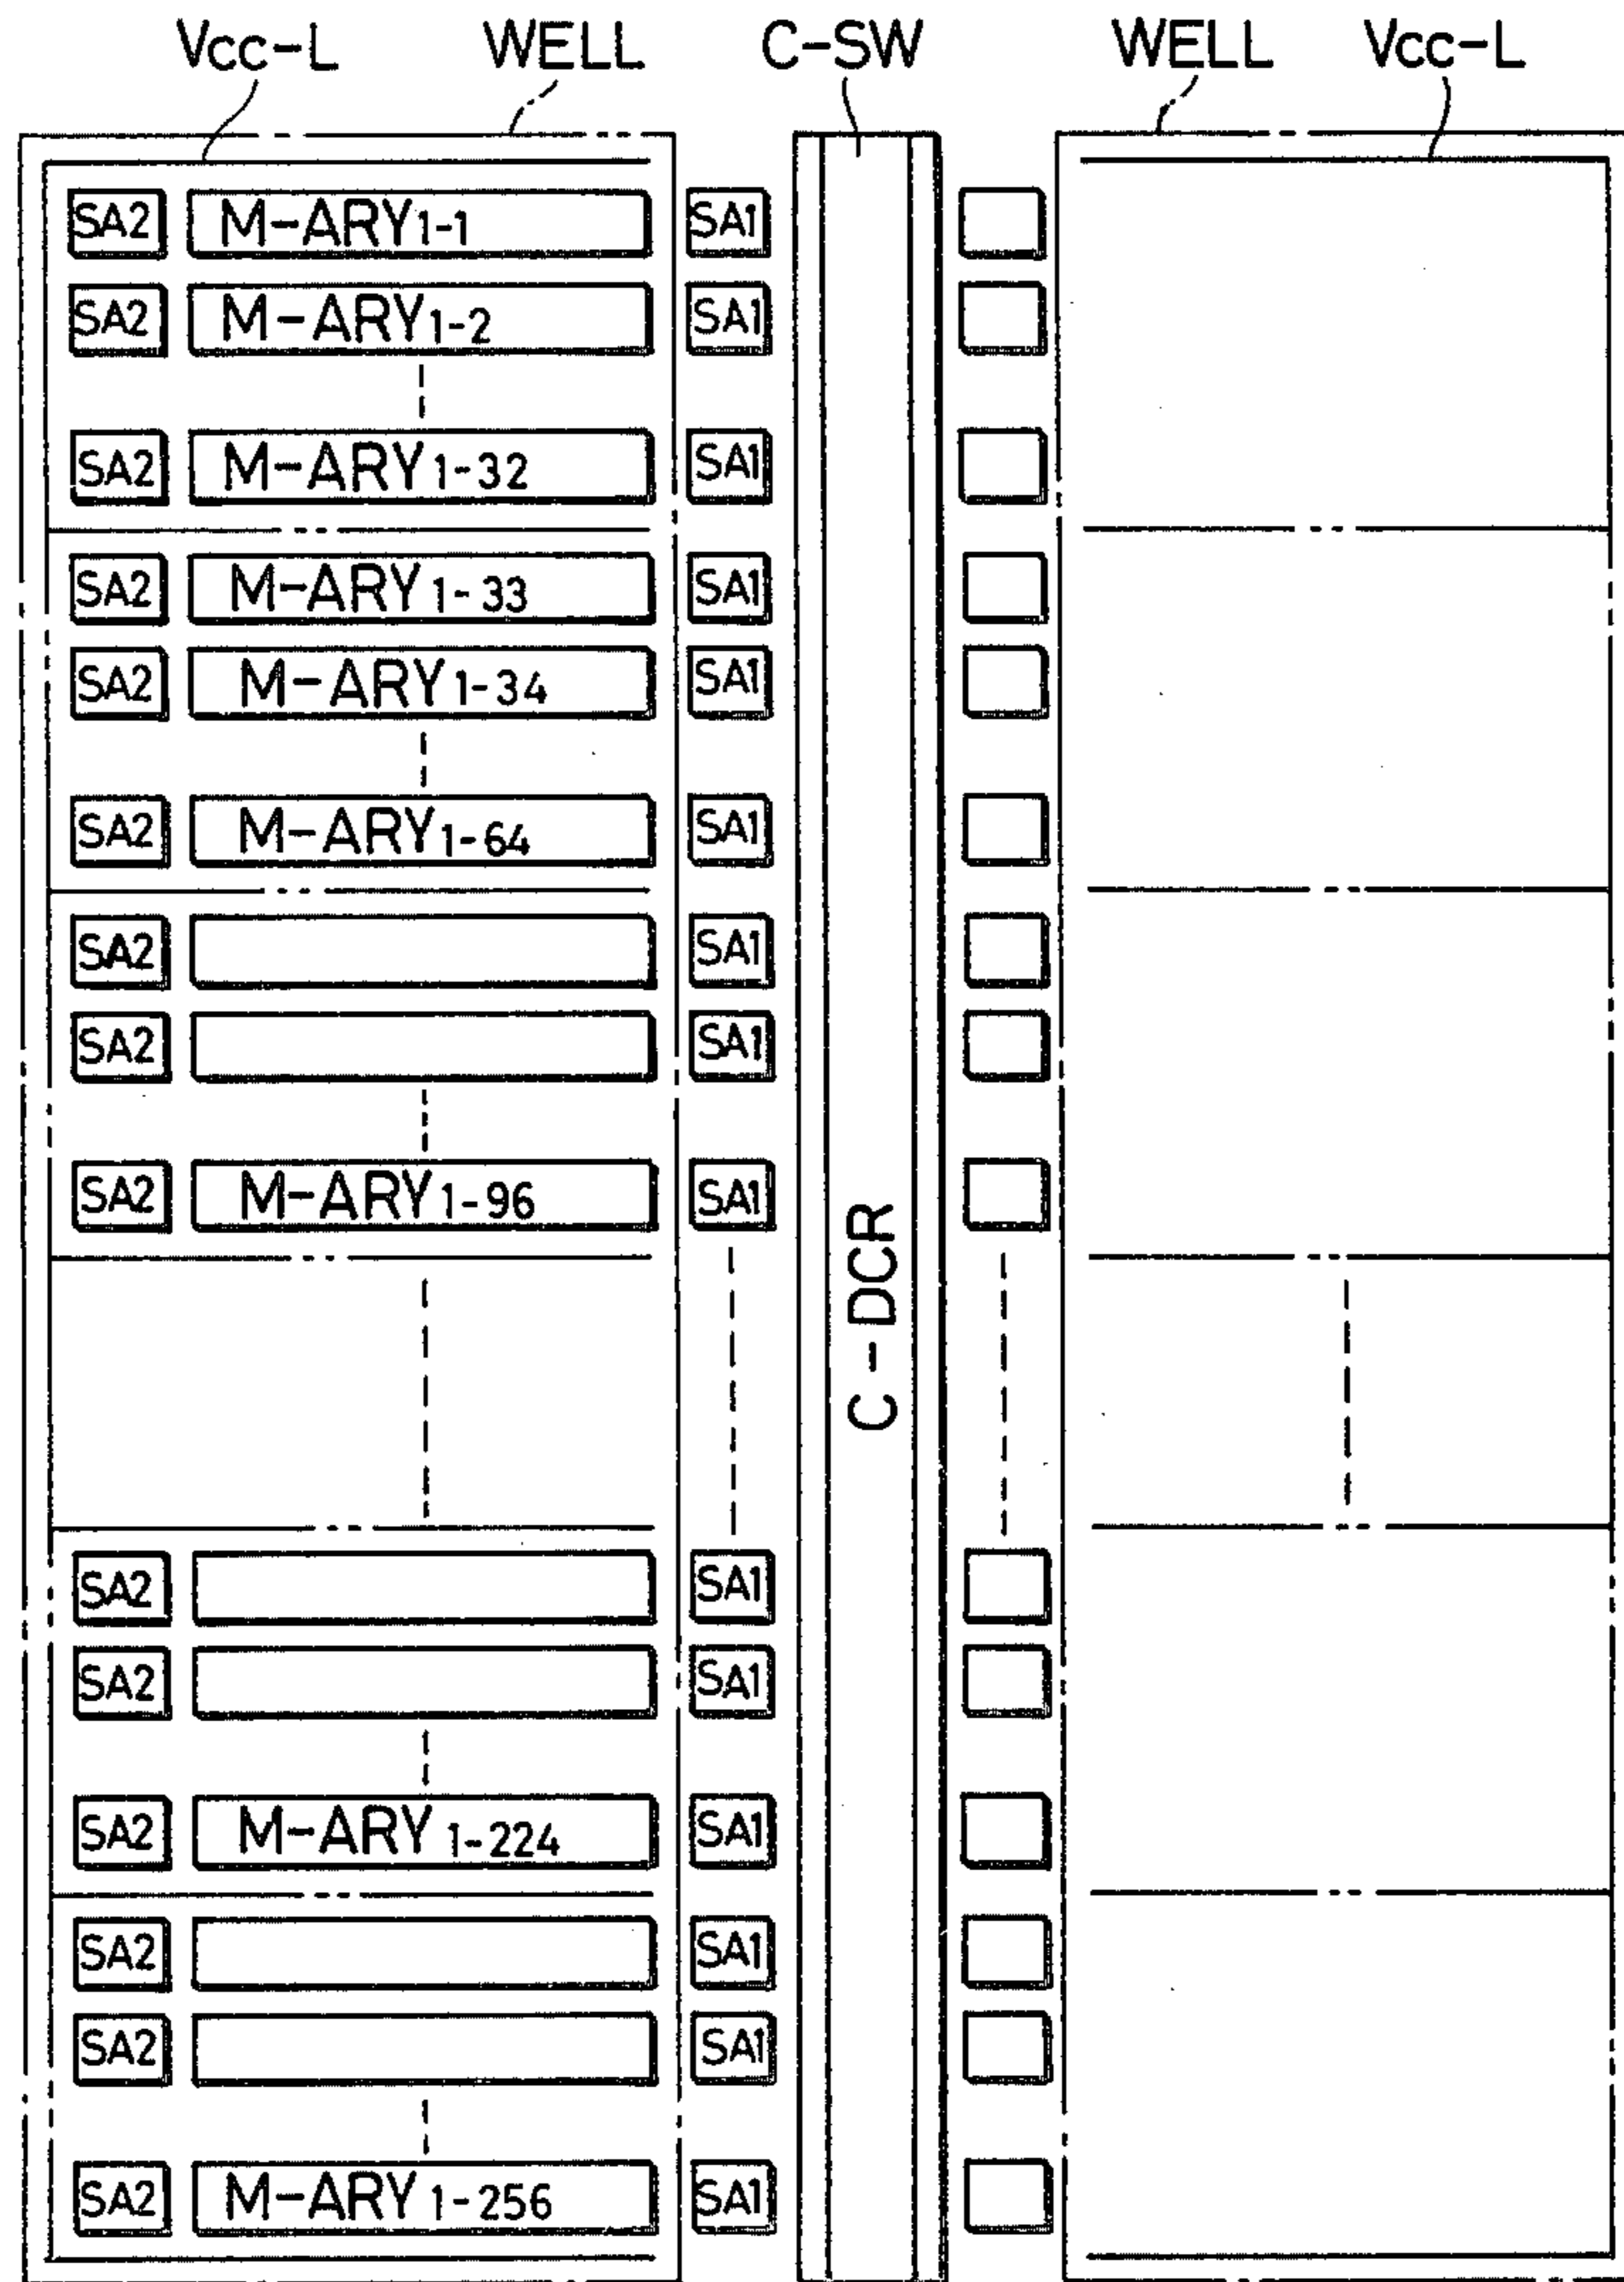 Vcc-L WELL C-SW WELL Vcc-L
SA2 M-ARY1-1 SA1
SA2 M-ARY1-2 SA1
SA2 M-ARY1-32 SA1
SA2 M-ARY1-33 SA1
SA2 M-ARY1-34 SA1
SA2 M-ARY1-64 SA1
SA2 SA1
SA2 SA1
SA2 M-ARY1-96 SA1
C-DCR
SA2 SA1
SA2 SA1
SA2 M-ARY1-224 SA1
SA2 SA1
SA2 SA1
SA2 M-ARY1-256 SA1